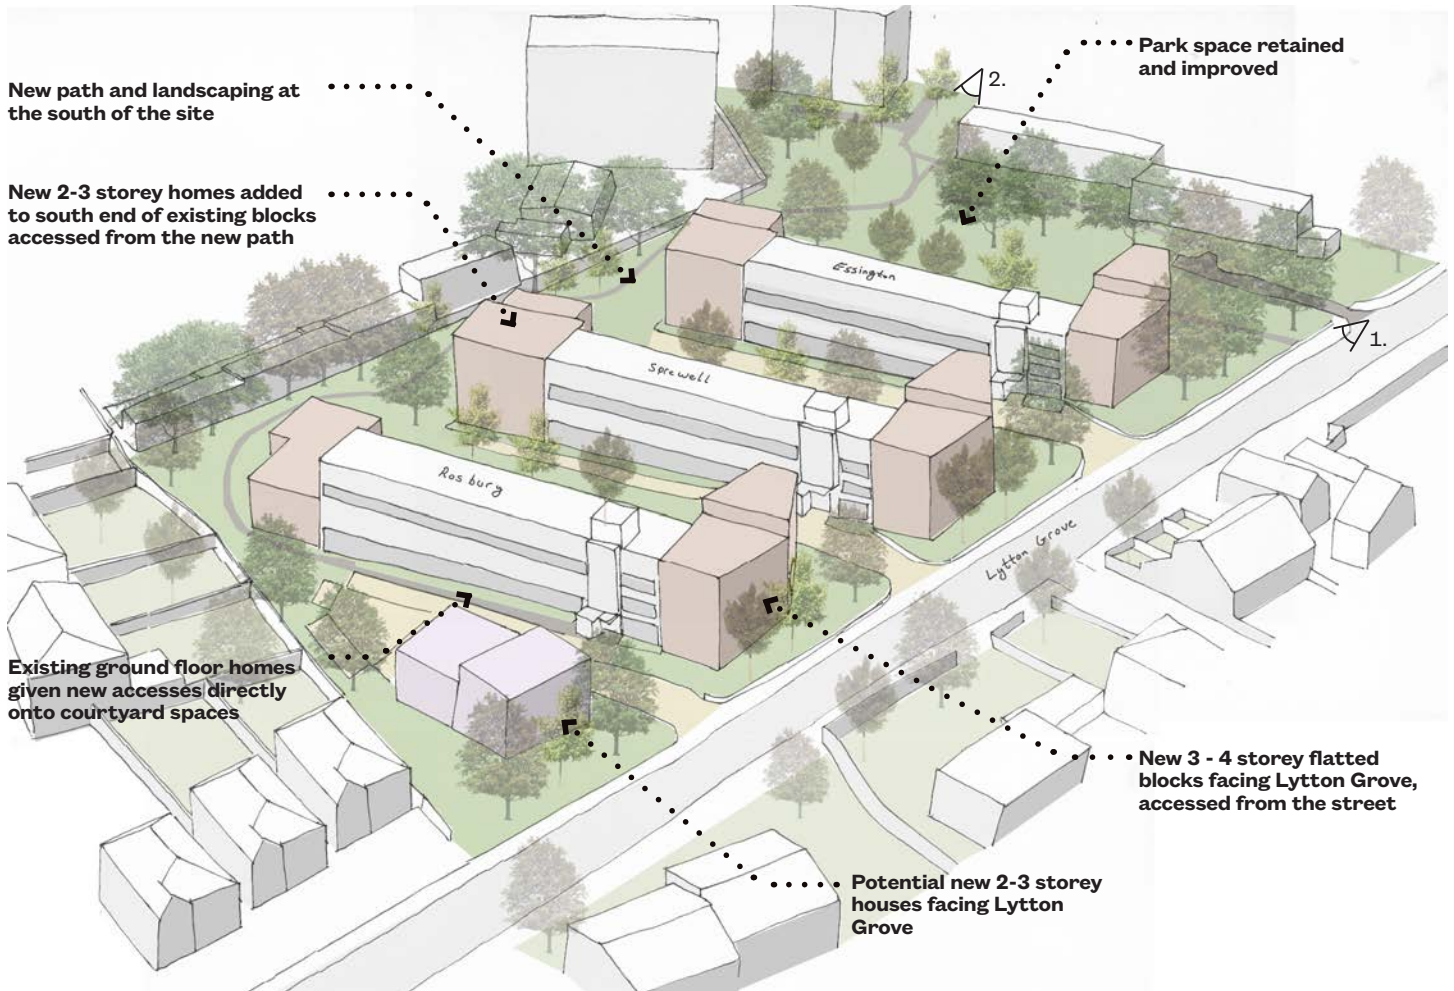 New path and landscaping at
the south of the site
New 2-3 storey homes added
to south end of existing blocks
accessed from the new path
Park space retained
and improved
2.
1.
Essington
Sprewell
Rosbury
Lytton Grove
Existing ground floor homes
given new accesses directly
onto courtyard spaces
New 3 - 4 storey flatted
blocks facing Lytton Grove,
accessed from the street
Potential new 2-3 storey
houses facing Lytton
Grove